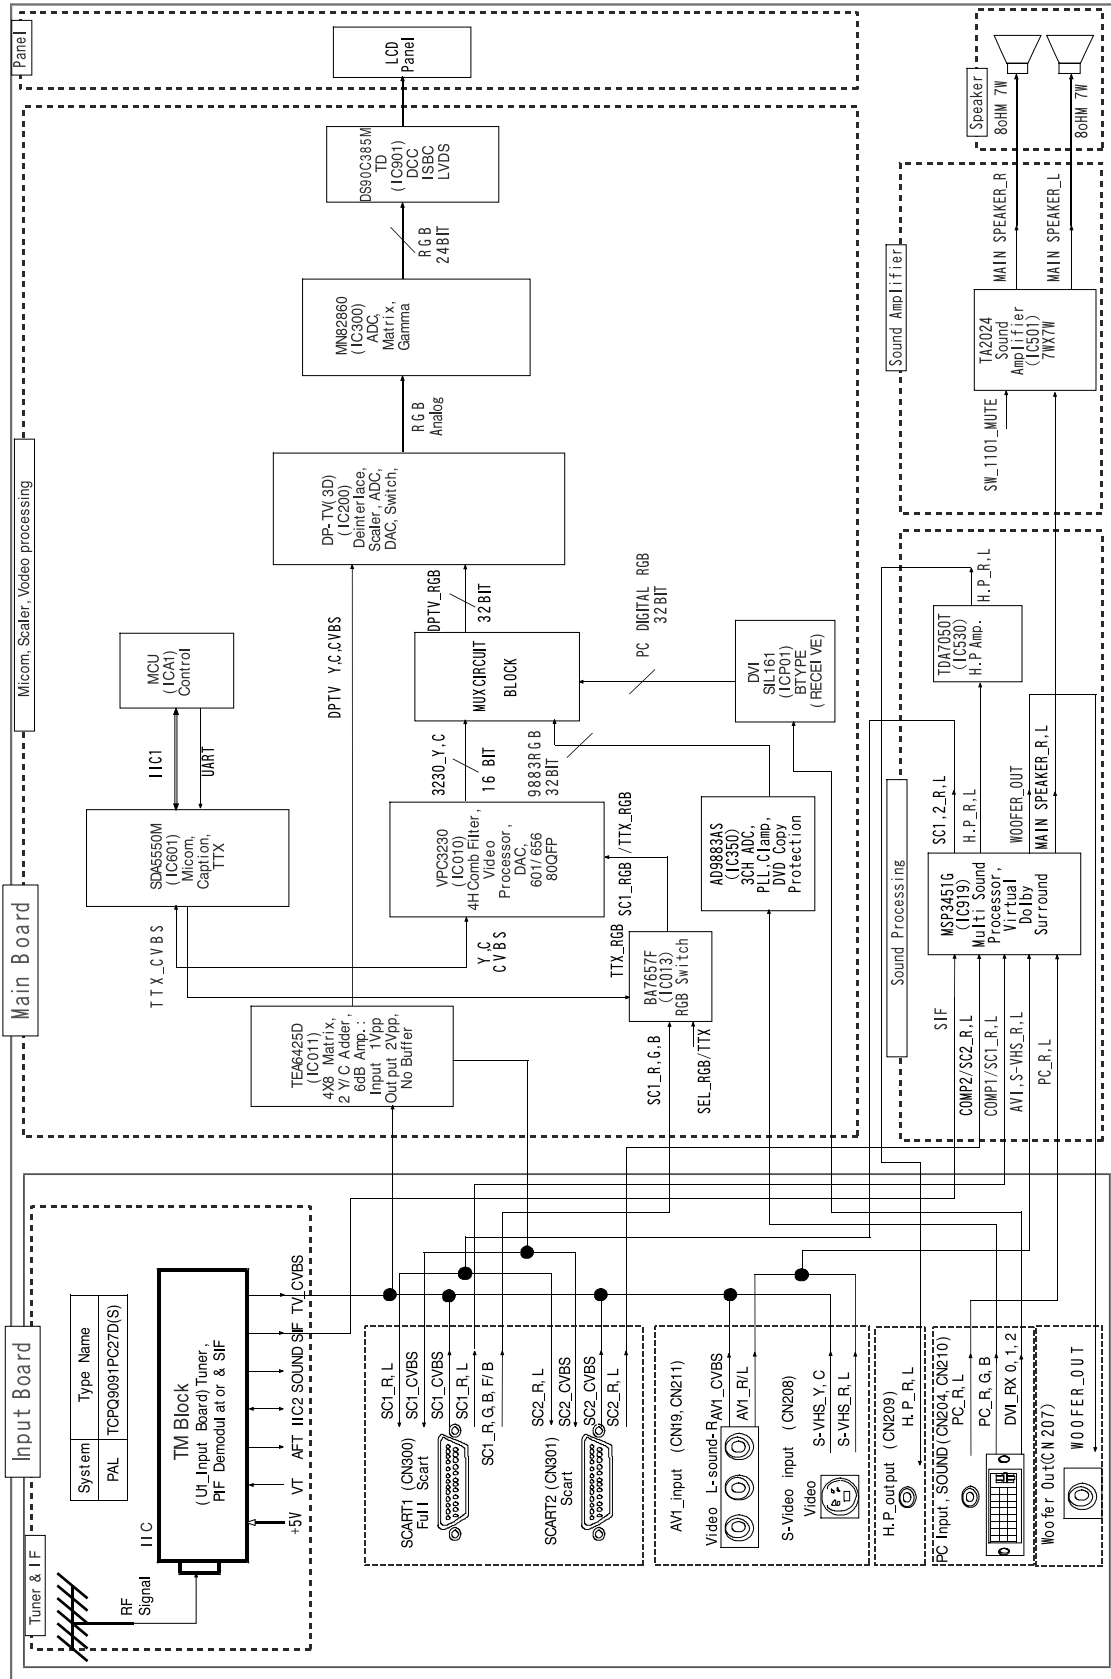 Panel
LCD
Panel
Micom, Scaler, Vodeo processing
DS90C385M
TD
(IC901)
DCC
ISBC
LVDS
RGB
24BIT
MN82860
(IC300)
ADC,
Matrix,
Gamma
RGB
Analog
DP-TV(3D)
(IC200)
Deinterlace,
Scaler, ADC,
DAC, Switch,
DPTV Y,C,CVBS
DPTV_RGB
32BIT
PC DIGITAL RGB
32BIT
MCU
(ICA1)
Control
IIC1
UART
MUXCIRCUIT
BLOCK
DVI
SIL161
(ICP01)
BTYPE
(RECEIVE)
3230_Y,C
16 BIT
9883RGB
32BIT
SDA5550M
(IC601)
Micom,
Caption,
TTX
VPC3230
(IC010)
4H Comb Filter,
Video
Processor,
DAC,
601/656
80QFP
AD9883AS
(IC350)
3CH ADC,
PLL,Clamp,
DVD Copy
Protection
Main Board
TTX_CVBS
Y,C
CVBS
TTX_RGB
SC1_RGB /TTX_RGB
BA7657F
(IC013)
RGB Switch
TEA6425D
(IC011)
4X8 Matrix,
2 Y/C Adder,
6dB Amp.:
Input 1Vpp
Output 2Vpp,
No Buffer
SC1_R,G,B
SEL_RGB/TTX
Speaker
8oHM 7W
8oHM 7W
Sound Amplifier
MAIN SPEAKER_R
MAIN SPEAKER_L
TA2024
Sound
Amplifier
(IC501)
7WX7W
SW_1101_MUTE
Sound Processing
H.P_R,L
TDA7050T
(IC530)
H.P Amp.
SC1,2_R,L
H.P_R,L
WOOFER_OUT
MAIN SPEAKER_R,L
MSP3451G
(IC919)
Multi Sound
Processor,
Virtual
Dolby
Surround
SIF
COMP2/SC2_R,L
COMP1/SC1_R,L
AVI,S-VHS_R,L
PC_R,L
Input Board
Tuner & IF
System
Type Name
PAL
TCPQ9091PC27D(S)
IIC
TM Block
(U1_Input Board)Tuner,
PIF Demodulator & SIF
RF
Signal
+5V
VT
AFT
IIC2
SOUND
SIF
TV_CVBS
SCART1 (CN300)
Full Scart
SC1_R, L
SC1_CVBS
SC1_CVBS
SC1_R, L
SC1_R, G, B, F/B
SCART2 (CN301)
Scart
SC2_R, L
SC2_CVBS
SC2_CVBS
SC2_R, L
AV1_input (CN19, CN211)
Video L-sound-R
AV1_CVBS
AV1_R/L
S-Video input (CN208)
Video
S-VHS_Y, C
S-VHS_R, L
H.P_output (CN209)
H.P_R, L
PC Input, SOUND (CN204, CN210)
PC_R, L
PC_R, G, B
DVI_RX 0, 1, 2
Woofer Out(CN207)
WOOFER_OUT